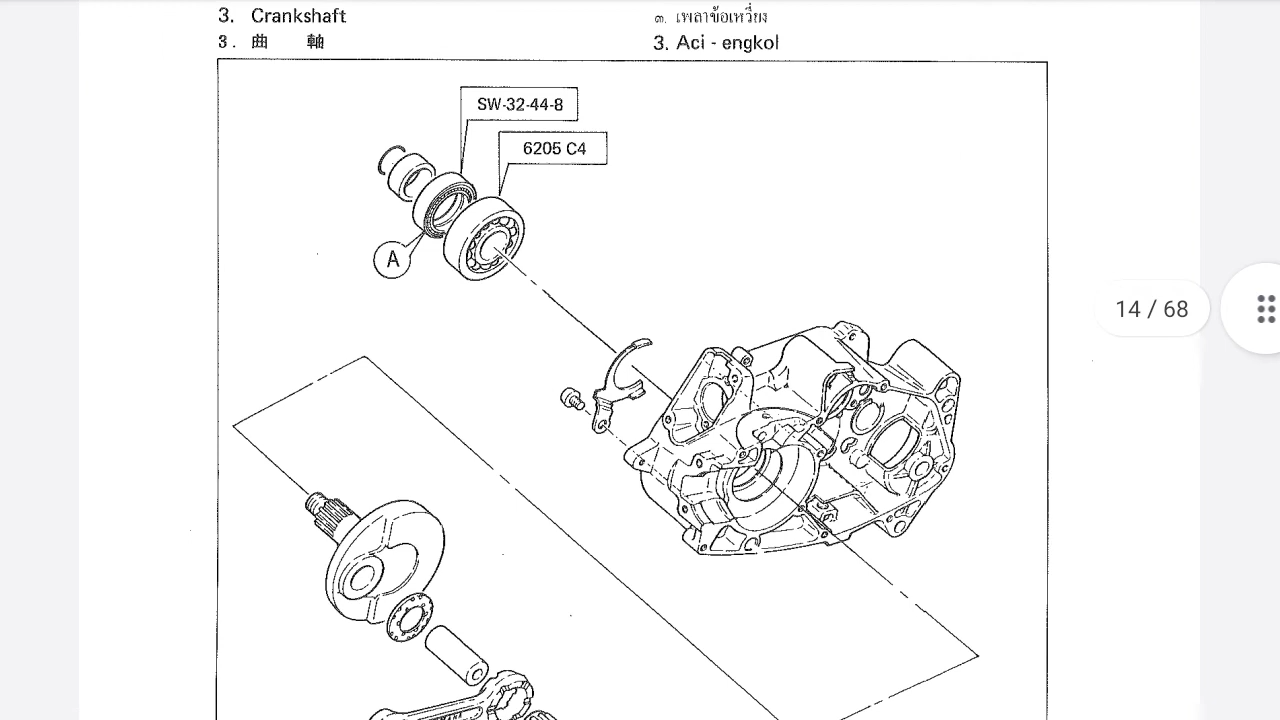 3. Crankshaft
๓. เพลาข้อเหวี่ยง
3. 曲 軸
3. Aci - engkol
SW-32-44-8
6205 C4
A
14 / 68